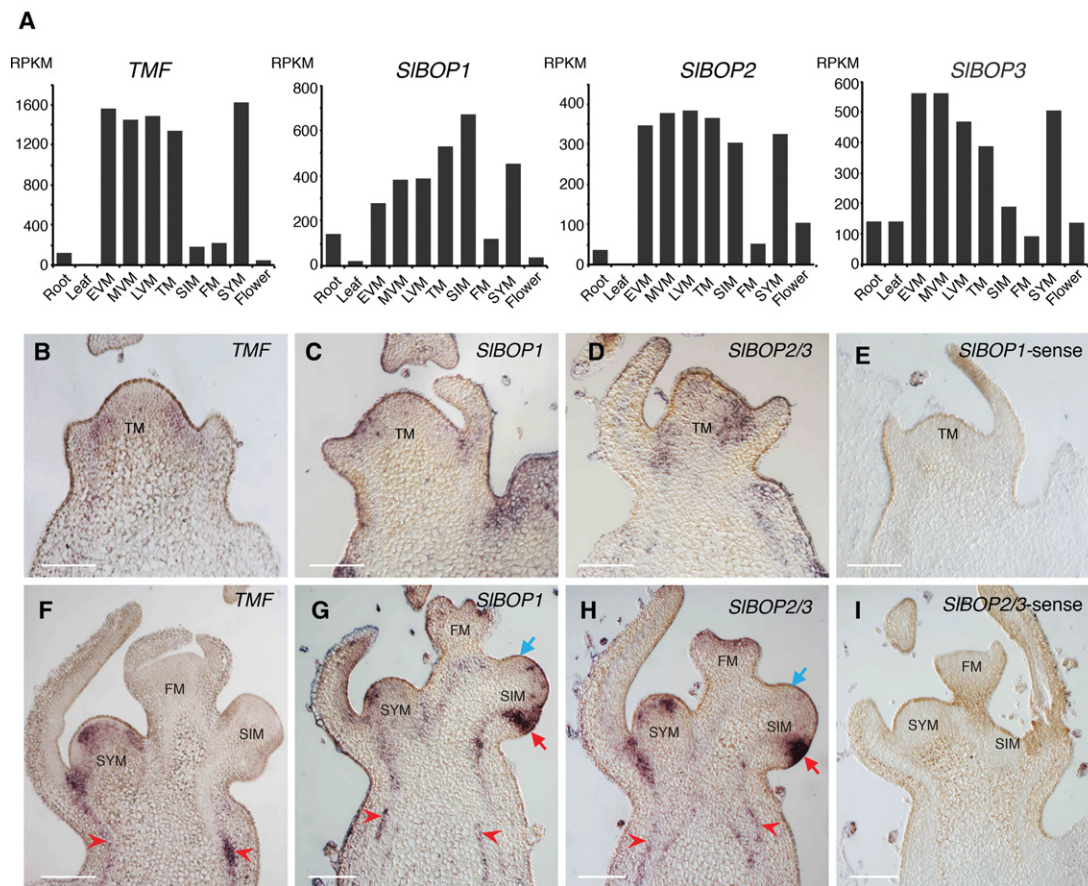 A
RPKM TMF
1600
1200
800
400
0
Root Leaf EVM MVM LVM TM SIM FM SYM Flower
RPKM SlBOP1
800
600
400
200
0
Root Leaf EVM MVM LVM TM SIM FM SYM Flower
RPKM SlBOP2
400
300
200
100
0
Root Leaf EVM MVM LVM TM SIM FM SYM Flower
RPKM SlBOP3
600
500
400
300
200
100
0
Root Leaf EVM MVM LVM TM SIM FM SYM Flower
B TMF
TM
C SlBOP1
TM
D SlBOP2/3
TM
E SlBOP1-sense
TM
F TMF
FM
SYM SIM
G SlBOP1
FM
SYM SIM
H SlBOP2/3
FM
SYM SIM
I SlBOP2/3-sense
FM
SYM SIM